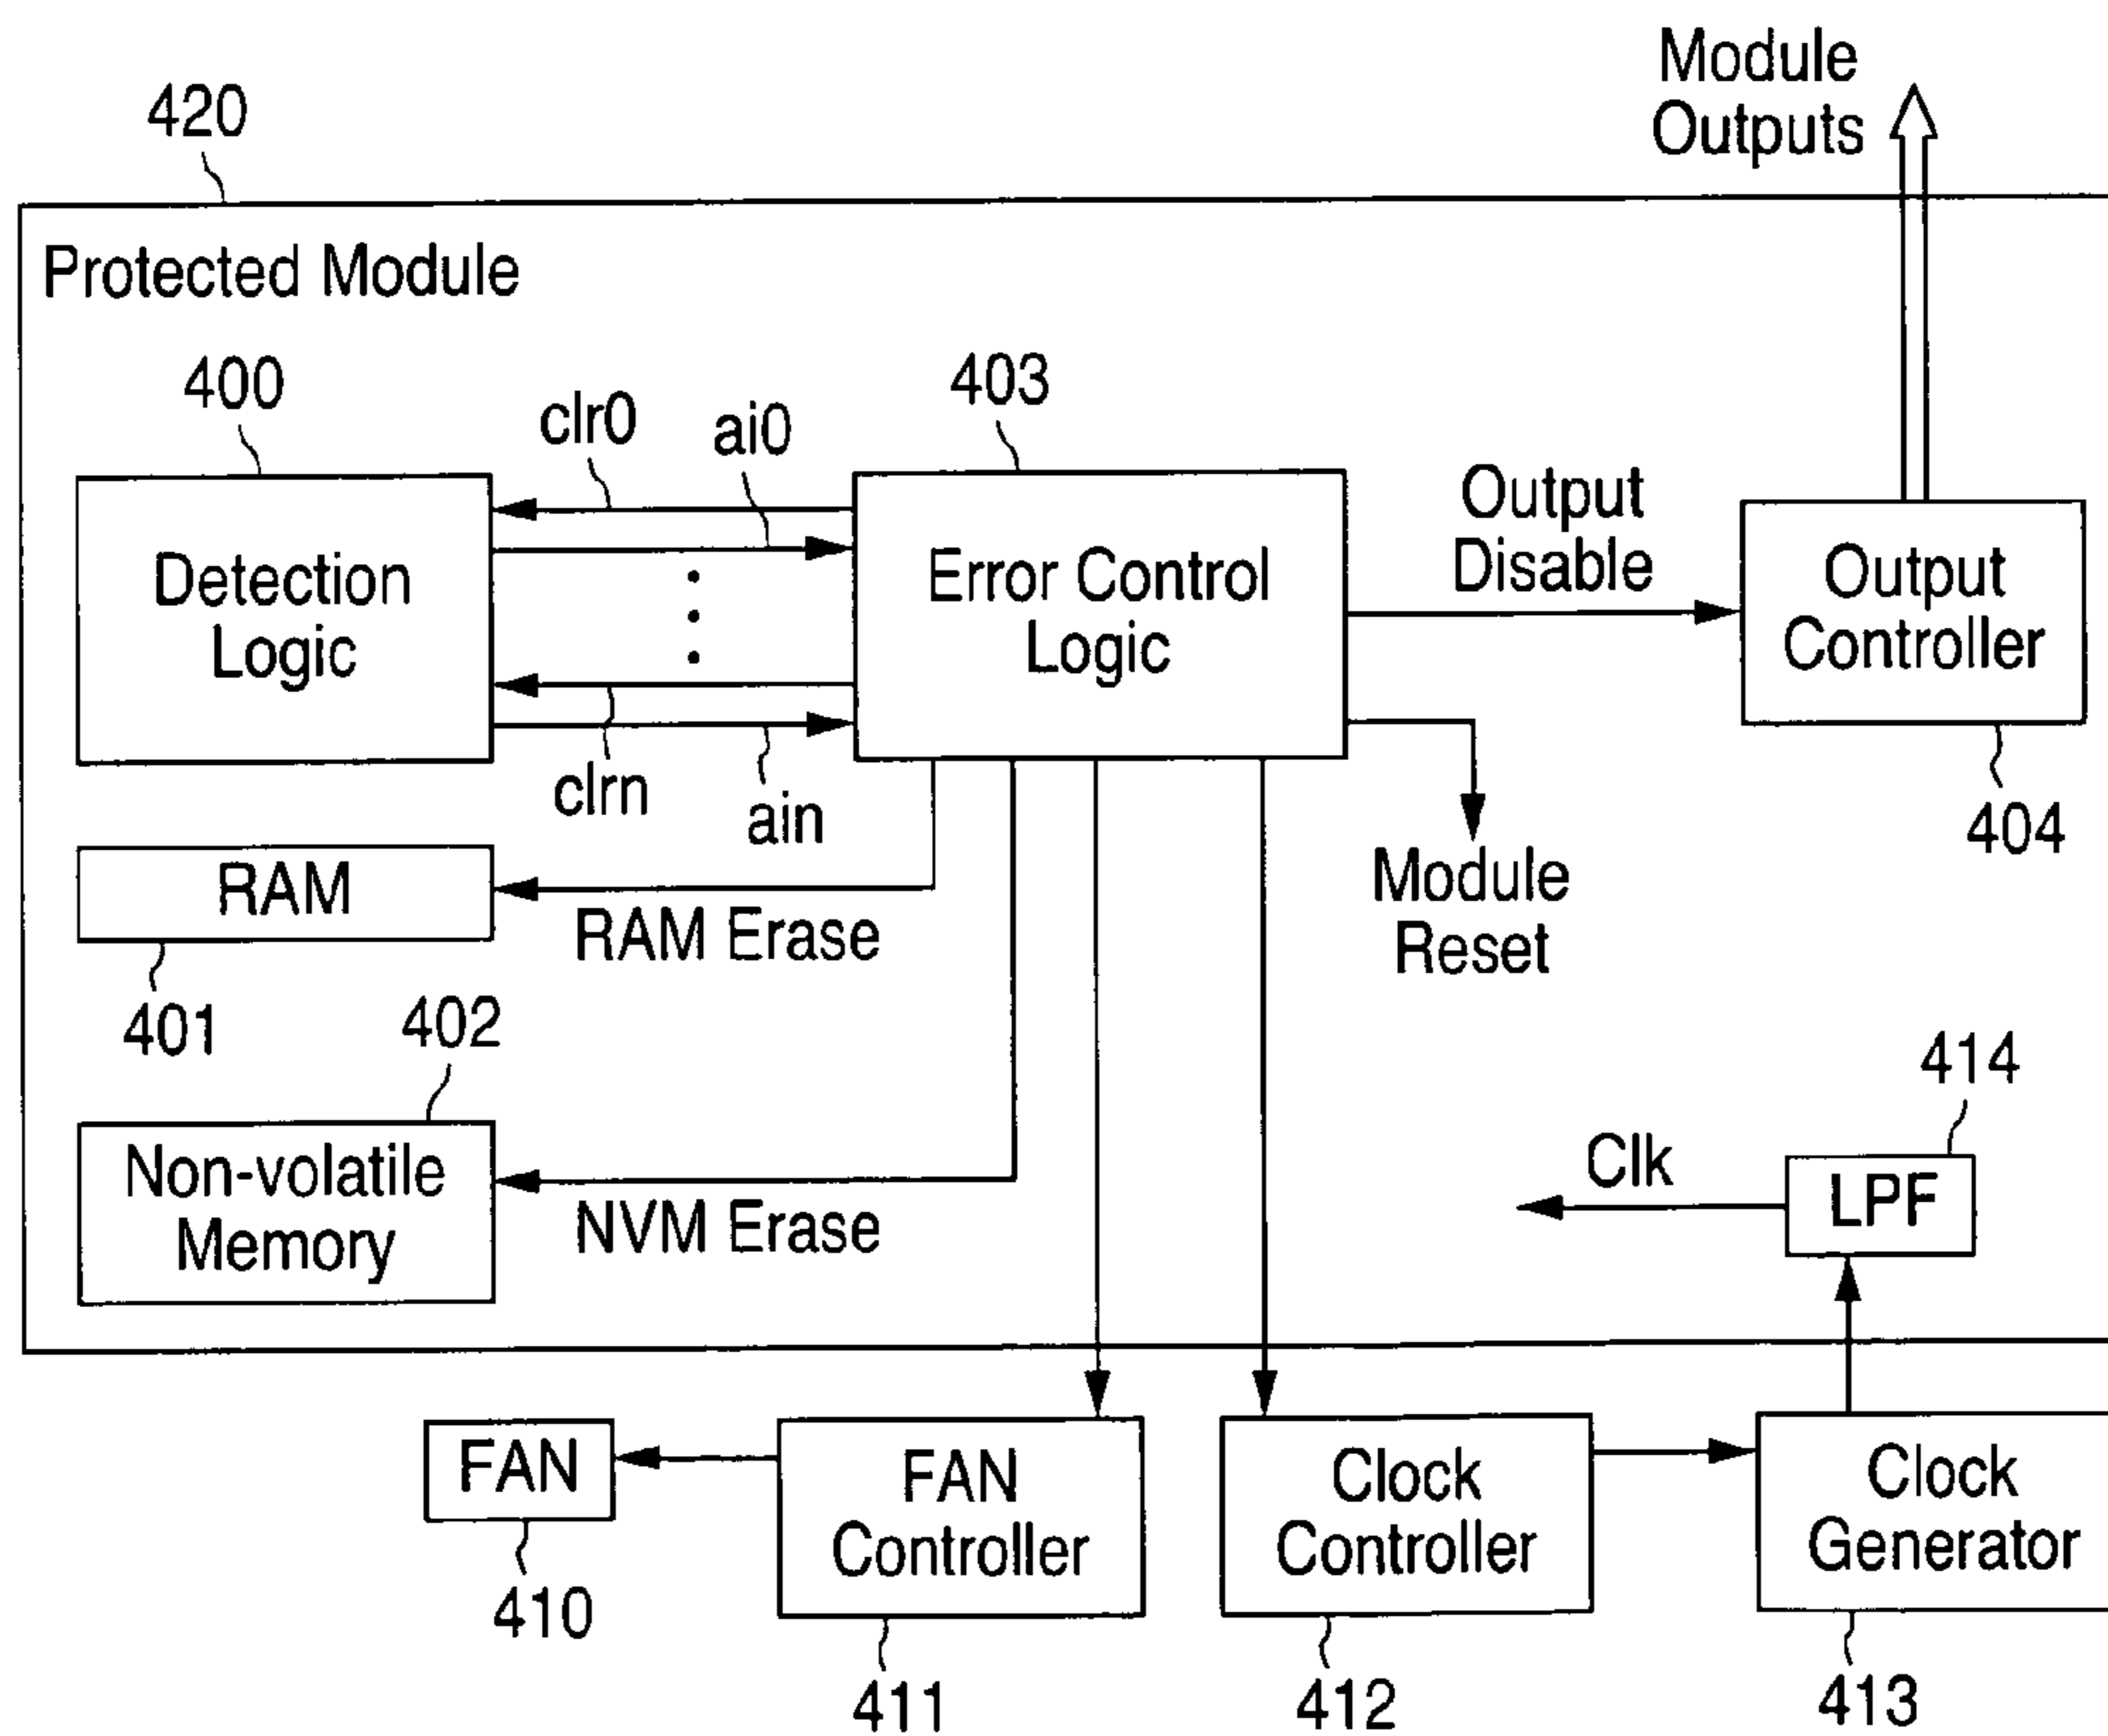 Module
Outputs
420
Protected Module
400
clr0
ai0
403
Detection
Logic
Error Control
Logic
Output
Disable
Output
Controller
clrn
ain
404
RAM
RAM Erase
Module
Reset
401
402
414
Non-volatile
Memory
NVM Erase
Clk
LPF
FAN
FAN
Controller
Clock
Controller
Clock
Generator
410
411
412
413